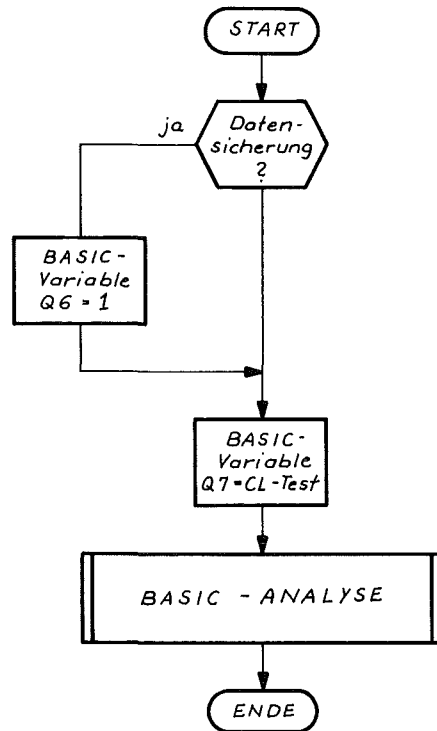 START
ja
Daten-
sicherung
?
BASIC-
Variable
Q6 = 1
BASIC-
Variable
Q7=CL-Test
BASIC - ANALYSE
ENDE